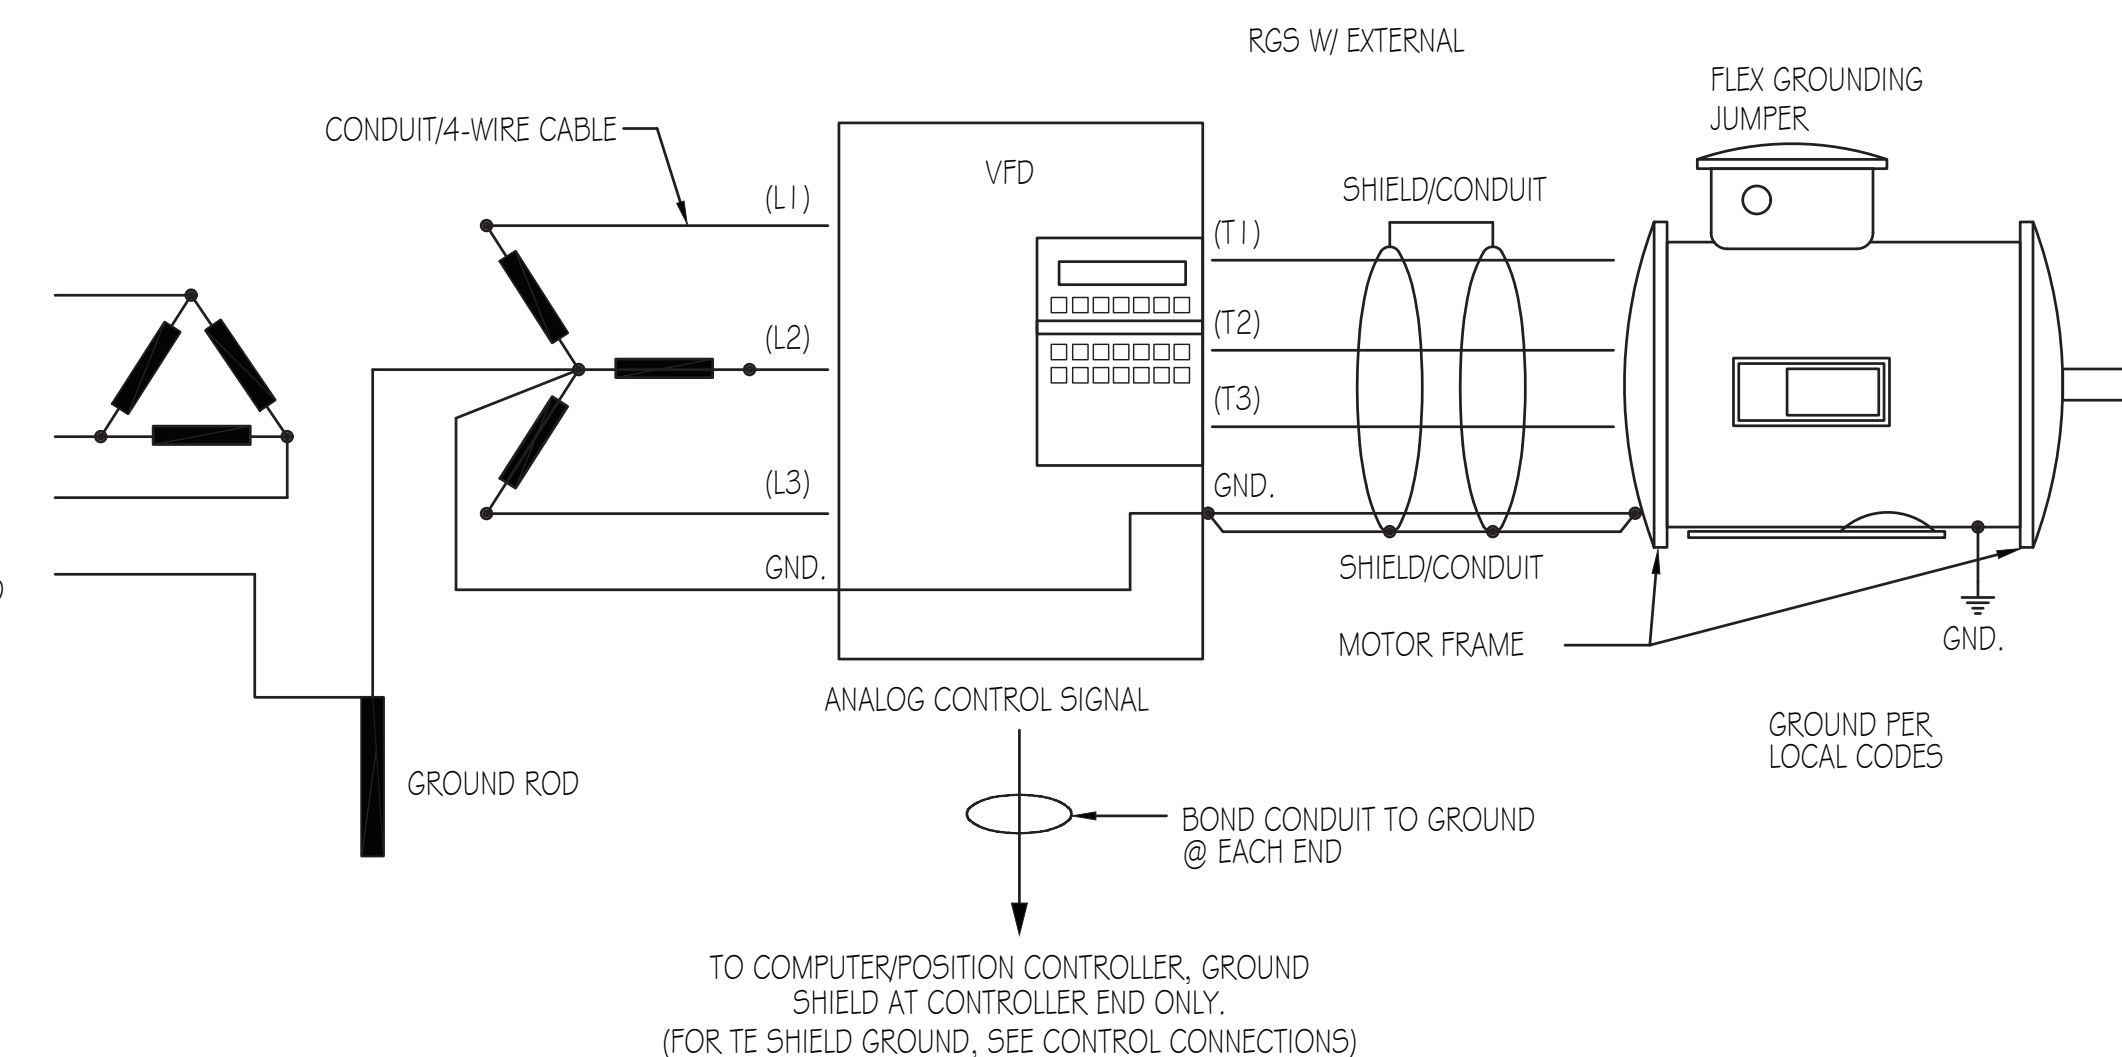 RGS W/ EXTERNAL
FLEX GROUNDING
JUMPER
CONDUIT/4-WIRE CABLE
VFD
SHIELD/CONDUIT
(L1)
(T1)
(L2)
(T2)
(T3)
(L3)
GND.
GND.
SHIELD/CONDUIT
)
MOTOR FRAME
GND.
ANALOG CONTROL SIGNAL
GROUND PER
LOCAL CODES
GROUND ROD
BOND CONDUIT TO GROUND
@ EACH END
TO COMPUTER/POSITION CONTROLLER, GROUND
SHIELD AT CONTROLLER END ONLY.
(FOR TE SHIELD GROUND, SEE CONTROL CONNECTIONS)